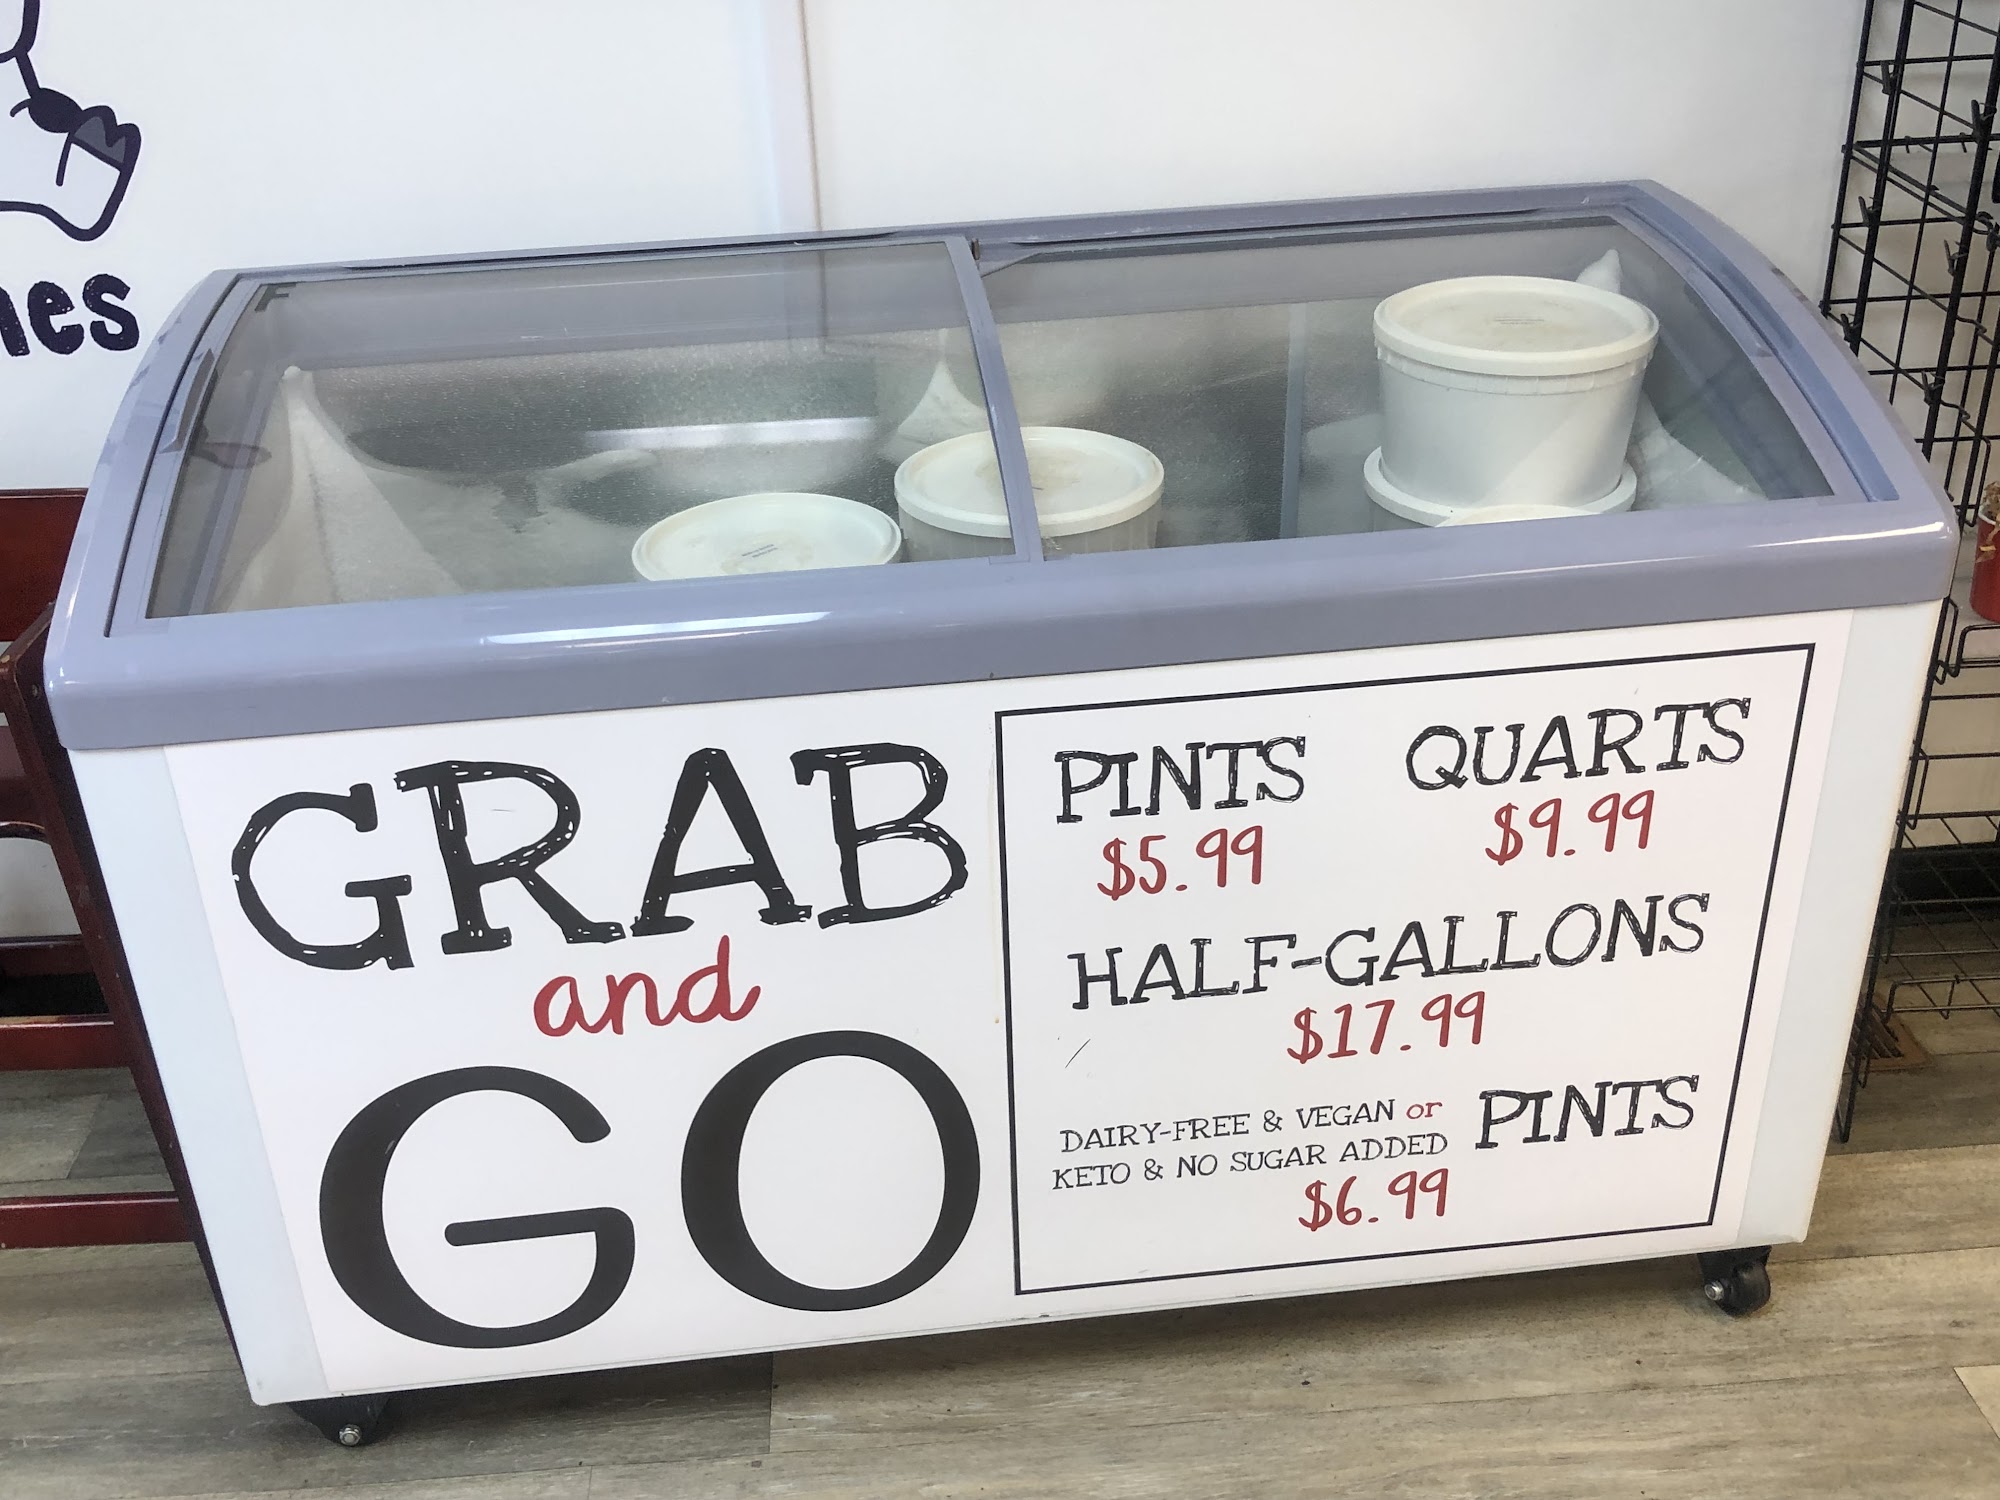 GRAB
and
GO
PINTS
$5.99
QUARTS
$9.99
HALF-GALLONS
$17.99
DAIRY-FREE & VEGAN or
KETO & NO SUGAR ADDED
PINTS
$6.99